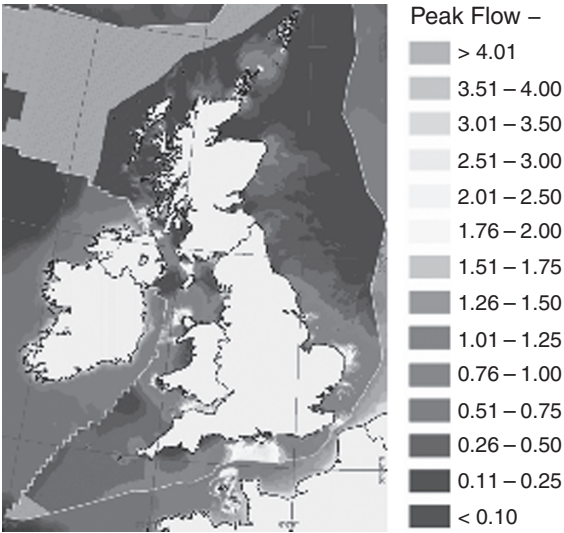 Peak Flow –
> 4.01
3.51 – 4.00
3.01 – 3.50
2.51 – 3.00
2.01 – 2.50
1.76 – 2.00
1.51 – 1.75
1.26 – 1.50
1.01 – 1.25
0.76 – 1.00
0.51 – 0.75
0.26 – 0.50
0.11 – 0.25
< 0.10